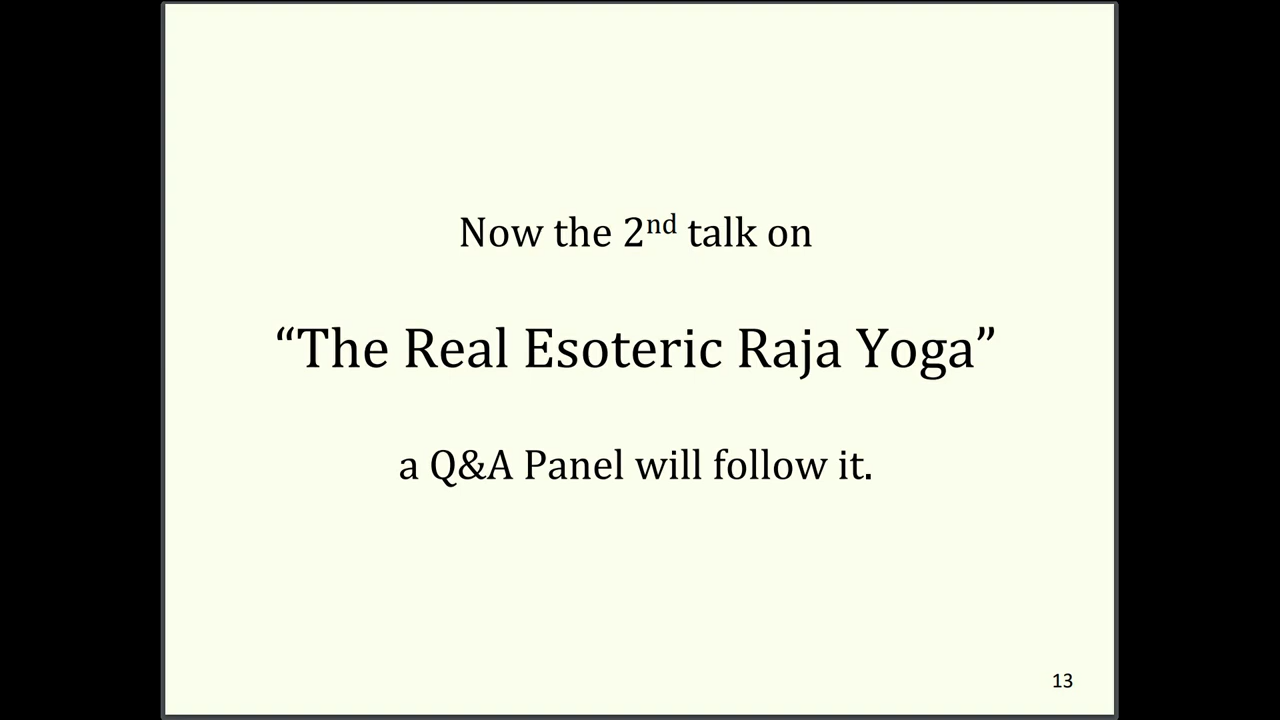 Now the 2nd talk on
“The Real Esoteric Raja Yoga”
a Q&A Panel will follow it.
13